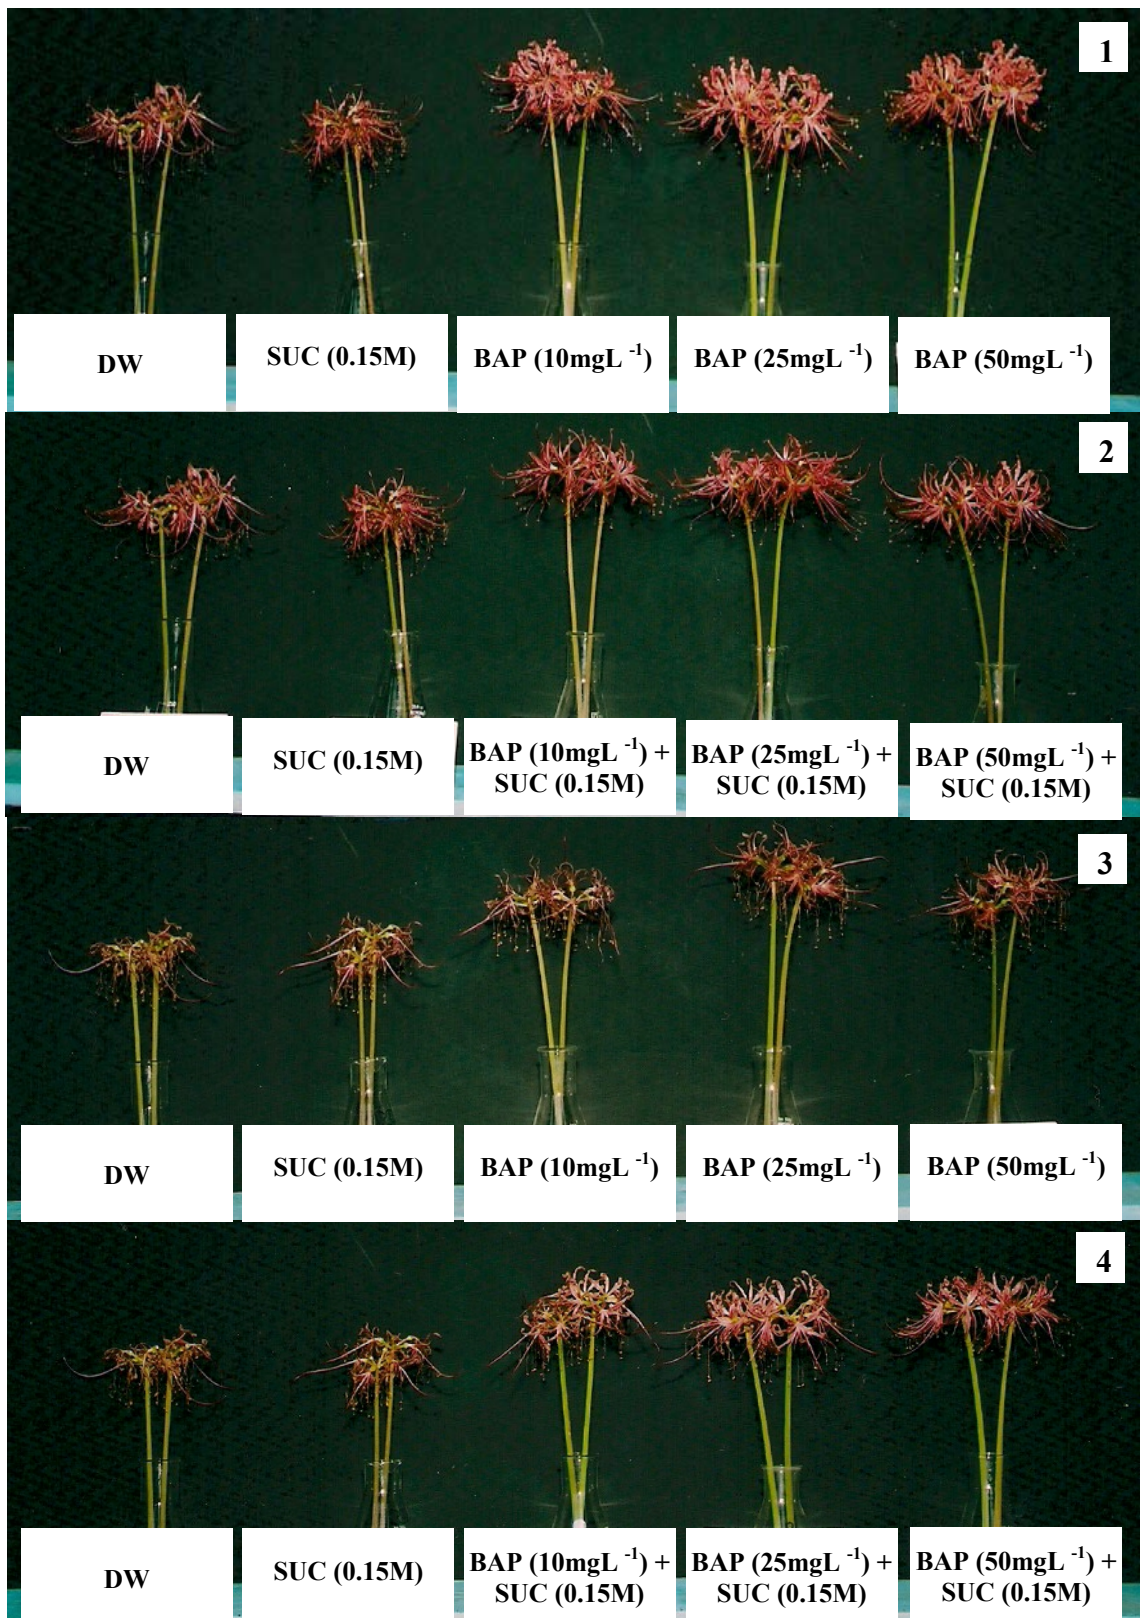 1
DW
SUC (0.15M)
BAP (10mgL ⁻¹)
BAP (25mgL ⁻¹)
BAP (50mgL ⁻¹)
2
DW
SUC (0.15M)
BAP (10mgL ⁻¹) +
SUC (0.15M)
BAP (25mgL ⁻¹) +
SUC (0.15M)
BAP (50mgL ⁻¹) +
SUC (0.15M)
3
DW
SUC (0.15M)
BAP (10mgL ⁻¹)
BAP (25mgL ⁻¹)
BAP (50mgL ⁻¹)
4
DW
SUC (0.15M)
BAP (10mgL ⁻¹) +
SUC (0.15M)
BAP (25mgL ⁻¹) +
SUC (0.15M)
BAP (50mgL ⁻¹) +
SUC (0.15M)